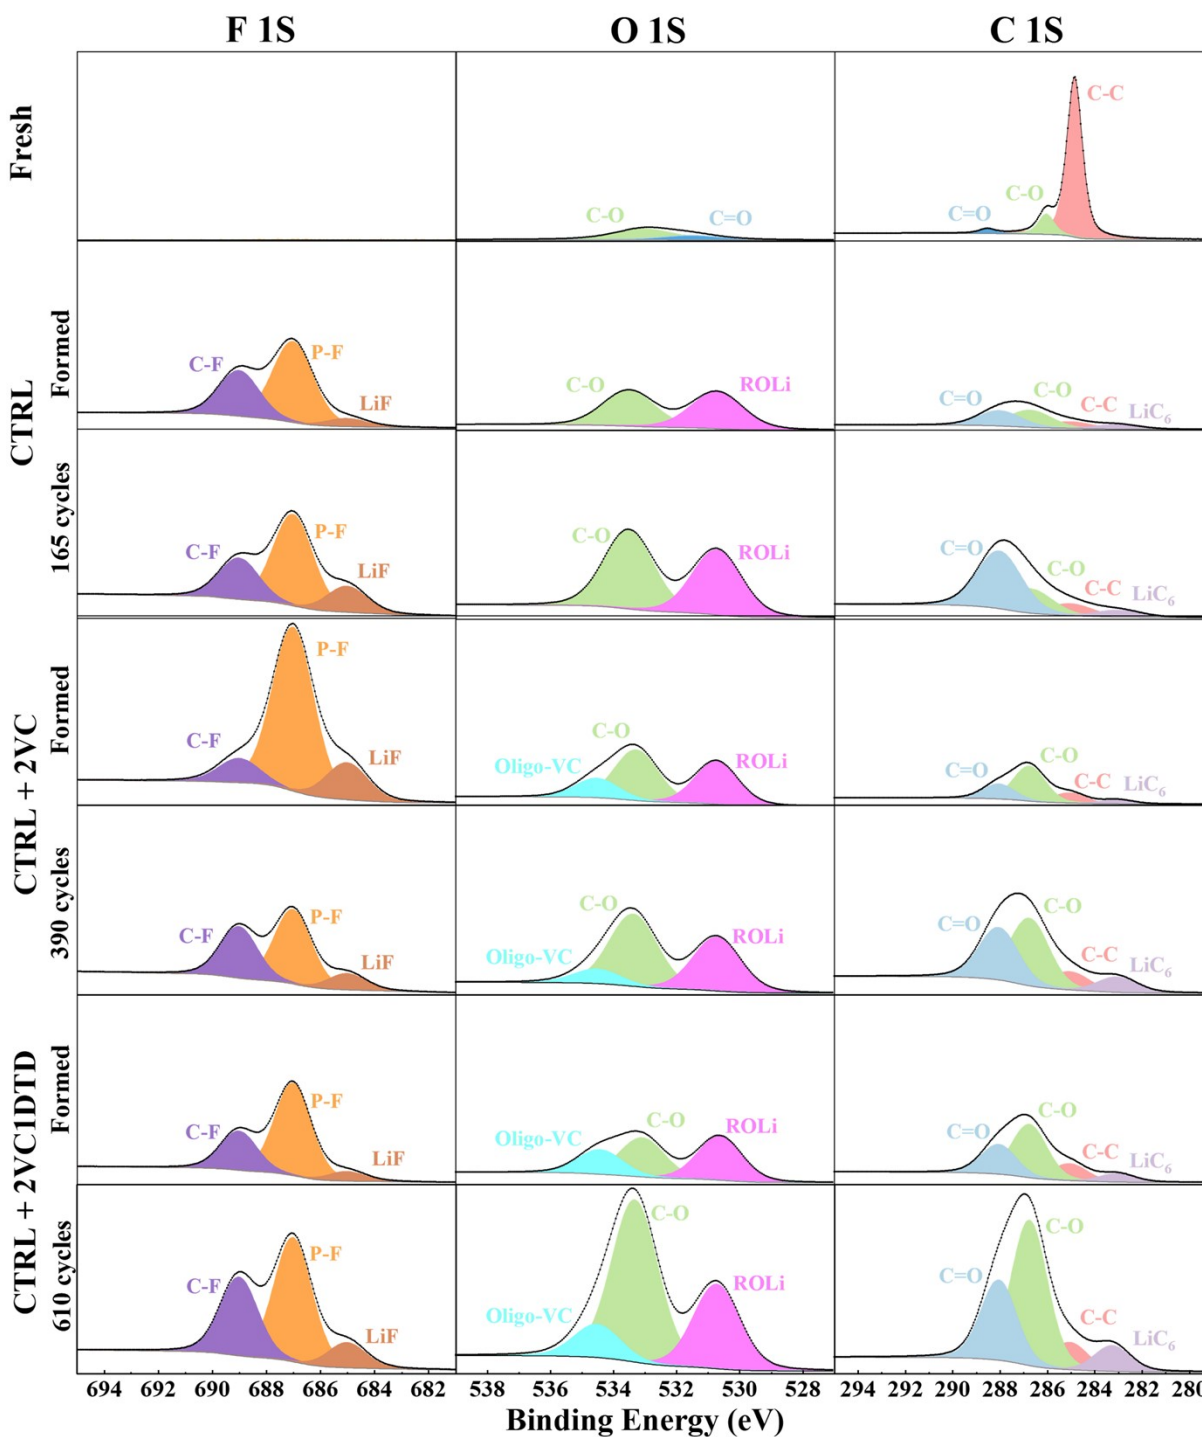 F 1S O 1S C 1S
Fresh
C-O C=O
C=O C-O C-C
CTRL
Formed
C-F P-F LiF
C-O ROLi
C=O C-O C-C LiC₆
165 cycles
C-F P-F LiF
C-O ROLi
C=O C-O C-C LiC₆
CTRL + 2VC
Formed
C-F P-F LiF
Oligo-VC C-O ROLi
C=O C-O C-C LiC₆
390 cycles
C-F P-F LiF
Oligo-VC C-O ROLi
C=O C-O C-C LiC₆
CTRL + 2VC1DTD
Formed
C-F P-F LiF
Oligo-VC C-O ROLi
C=O C-O C-C LiC₆
610 cycles
C-F P-F LiF
Oligo-VC C-O ROLi
C=O C-O C-C LiC₆
694 692 690 688 686 684 682 538 536 534 532 530 528 294 292 290 288 286 284 282 280
Binding Energy (eV)